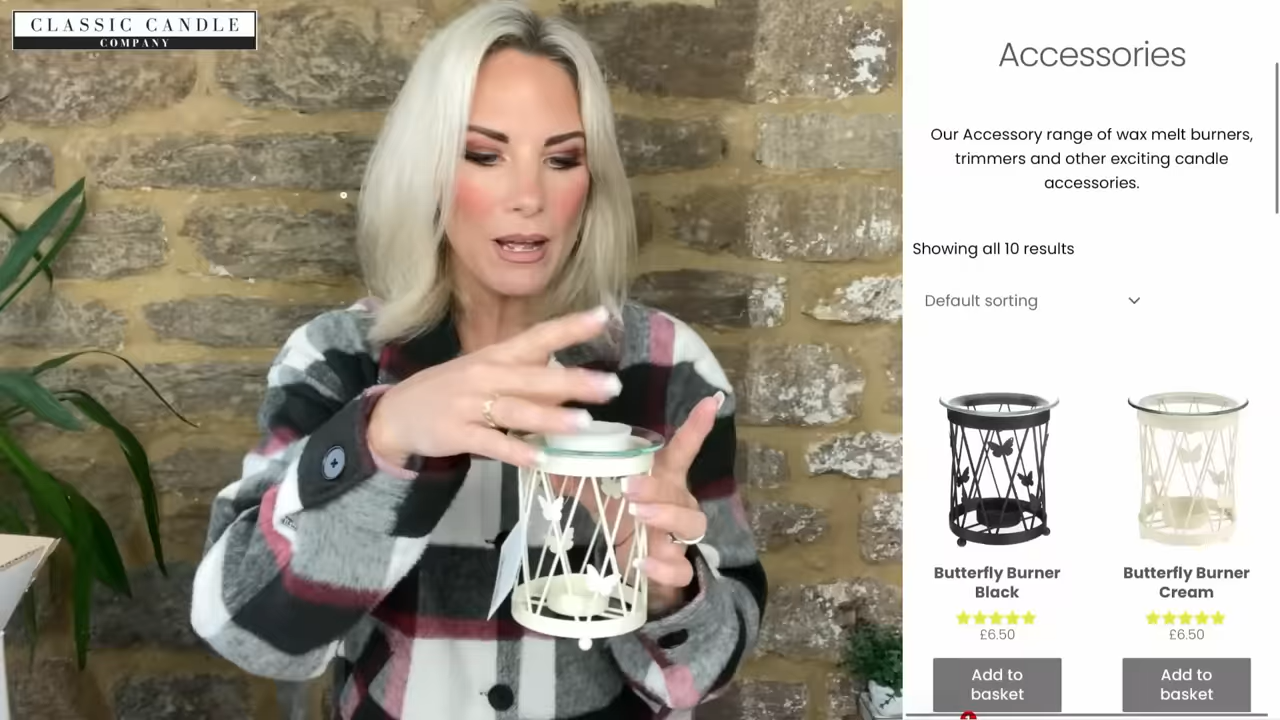 CLASSIC CANDLE
COMPANY
Accessories
Our Accessory range of wax melt burners,
trimmers and other exciting candle
accessories.
Showing all 10 results
Default sorting
Butterfly Burner
Black
£6.50
Add to
basket
Butterfly Burner
Cream
£6.50
Add to
basket